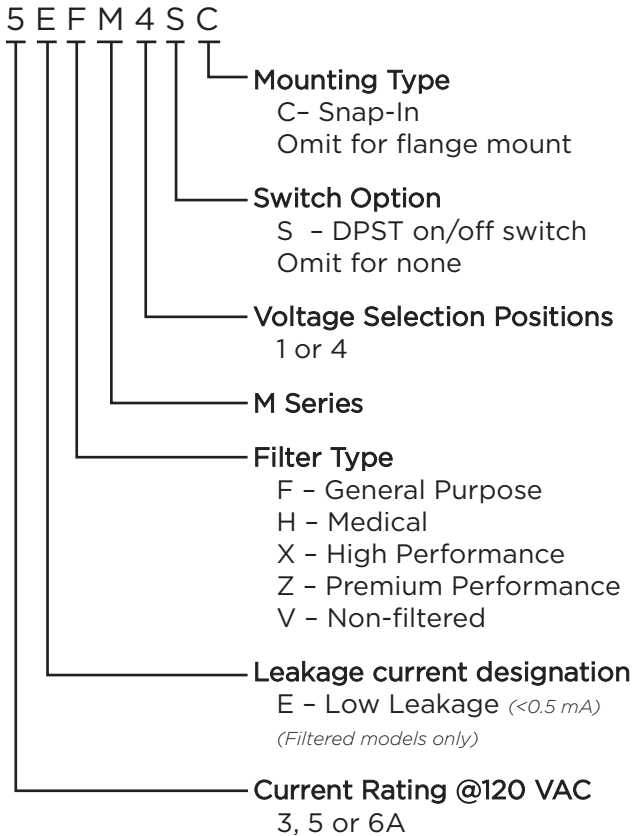 5 E F M 4 S C
Mounting Type
C– Snap-In
Omit for flange mount
Switch Option
S – DPST on/off switch
Omit for none
Voltage Selection Positions
1 or 4
M Series
Filter Type
F – General Purpose
H – Medical
X – High Performance
Z – Premium Performance
V – Non-filtered
Leakage current designation
E – Low Leakage (<0.5 mA)
(Filtered models only)
Current Rating @120 VAC
3, 5 or 6A